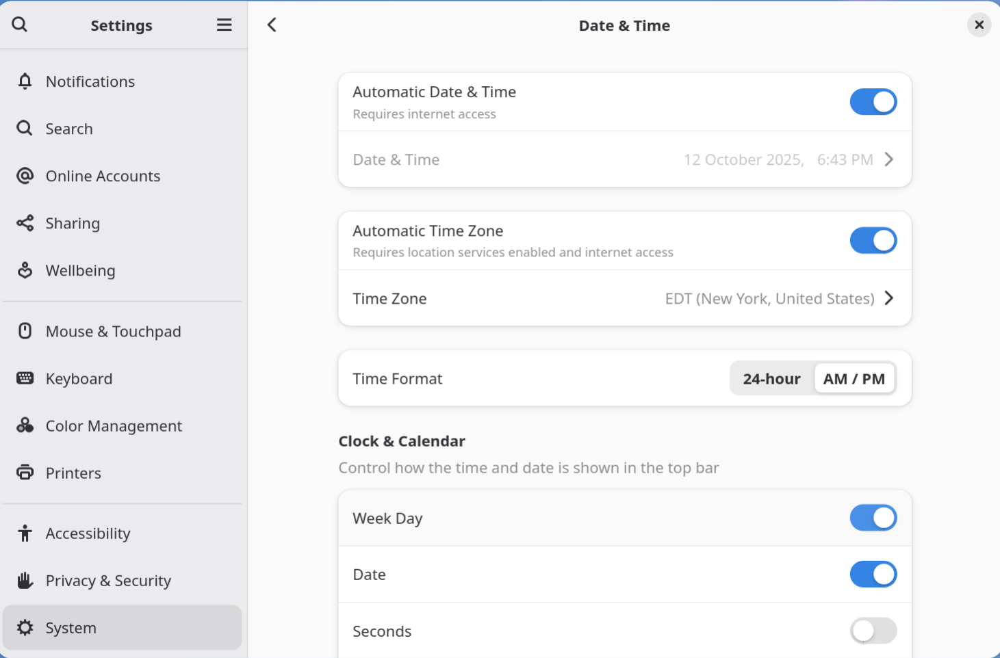 Settings
Notifications
Search
Online Accounts
Sharing
Wellbeing
Mouse & Touchpad
Keyboard
Color Management
Printers
Accessibility
Privacy & Security
System
Date & Time
Automatic Date & Time
Requires internet access
Date & Time 12 October 2025, 6:43 PM
Automatic Time Zone
Requires location services enabled and internet access
Time Zone EDT (New York, United States)
Time Format 24-hour AM / PM
Clock & Calendar
Control how the time and date is shown in the top bar
Week Day
Date
Seconds